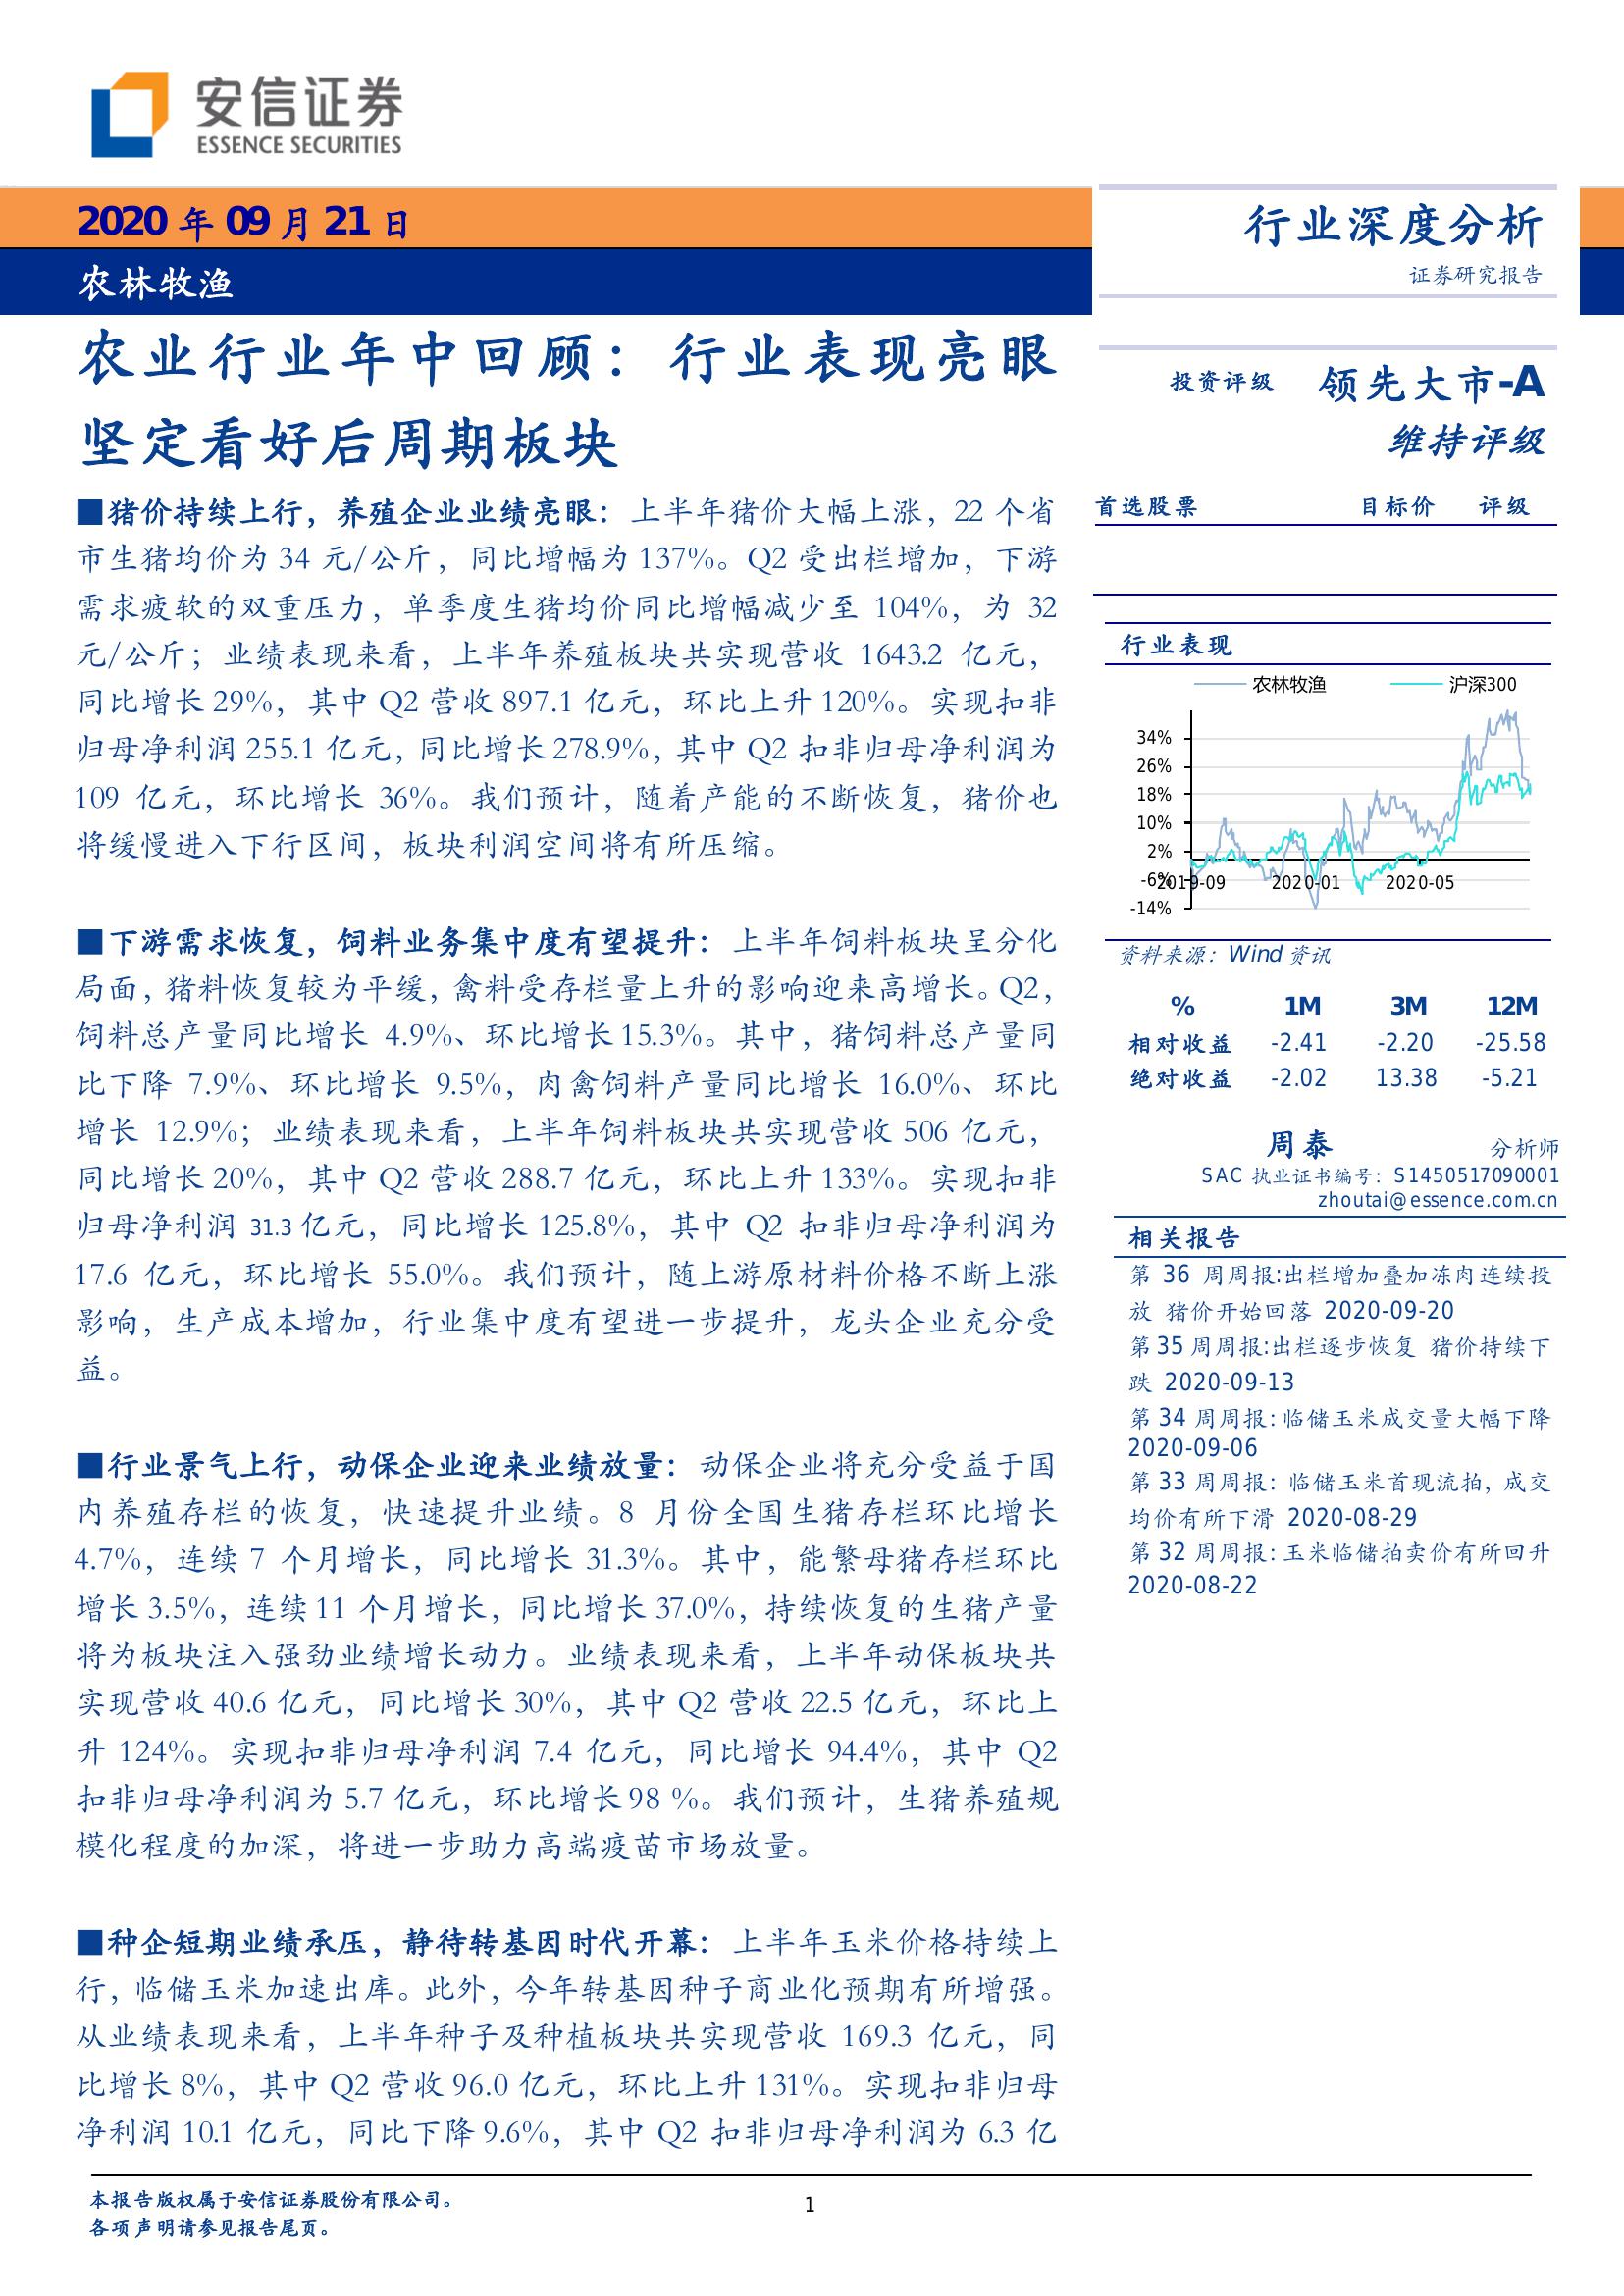 安信证券
ESSENCE SECURITIES
2020 年 09 月 21 日
农林牧渔
行业深度分析
证券研究报告
农业行业年中回顾：行业表现亮眼
坚定看好后周期板块
■猪价持续上行，养殖企业业绩亮眼：上半年猪价大幅上涨，22 个省
市生猪均价为 34 元/公斤，同比增幅为 137%。Q2 受出栏增加，下游
需求疲软的双重压力，单季度生猪均价同比增幅减少至 104%，为 32
元/公斤；业绩表现来看，上半年养殖板块共实现营收 1643.2 亿元，
同比增长 29%，其中 Q2 营收 897.1 亿元，环比上升 120%。实现扣非
归母净利润 255.1 亿元，同比增长 278.9%，其中 Q2 扣非归母净利润为
109 亿元，环比增长 36%。我们预计，随着产能的不断恢复，猪价也
将缓慢进入下行区间，板块利润空间将有所压缩。
■下游需求恢复，饲料业务集中度有望提升：上半年饲料板块呈分化
局面，猪料恢复较为平缓，禽料受存栏量上升的影响迎来高增长。Q2，
饲料总产量同比增长 4.9%、环比增长 15.3%。其中，猪饲料总产量同
比下降 7.9%、环比增长 9.5%，肉禽饲料产量同比增长 16.0%、环比
增长 12.9%；业绩表现来看，上半年饲料板块共实现营收 506 亿元，
同比增长 20%，其中 Q2 营收 288.7 亿元，环比上升 133%。实现扣非
归母净利润 31.3 亿元，同比增长 125.8%，其中 Q2 扣非归母净利润为
17.6 亿元，环比增长 55.0%。我们预计，随上游原材料价格不断上涨
影响，生产成本增加，行业集中度有望进一步提升，龙头企业充分受
益。
■行业景气上行，动保企业迎来业绩放量：动保企业将充分受益于国
内养殖存栏的恢复，快速提升业绩。8 月份全国生猪存栏环比增长
4.7%，连续 7 个月增长，同比增长 31.3%。其中，能繁母猪存栏环比
增长 3.5%，连续 11 个月增长，同比增长 37.0%，持续恢复的生猪产量
将为板块注入强劲业绩增长动力。业绩表现来看，上半年动保板块共
实现营收 40.6 亿元，同比增长 30%，其中 Q2 营收 22.5 亿元，环比上
升 124%。实现扣非归母净利润 7.4 亿元，同比增长 94.4%，其中 Q2
扣非归母净利润为 5.7 亿元，环比增长 98 %。我们预计，生猪养殖规
模化程度的加深，将进一步助力高端疫苗市场放量。
■种企短期业绩承压，静待转基因时代开幕：上半年玉米价格持续上
行，临储玉米加速出库。此外，今年转基因种子商业化预期有所增强。
从业绩表现来看，上半年种子及种植板块共实现营收 169.3 亿元，同
比增长 8%，其中 Q2 营收 96.0 亿元，环比上升 131%。实现扣非归母
净利润 10.1 亿元，同比下降 9.6%，其中 Q2 扣非归母净利润为 6.3 亿
投资评级 领先大市-A
维持评级
首选股票 目标价 评级
行业表现
农林牧渔 沪深300
34%
26%
18%
10%
2%
-6%
-14%
2019-09 2020-01 2020-05
资料来源：Wind 资讯
% 1M 3M 12M
相对收益 -2.41 -2.20 -25.58
绝对收益 -2.02 13.38 -5.21
周泰 分析师
SAC 执业证书编号：S1450517090001
zhoutai@essence.com.cn
相关报告
第 36 周周报:出栏增加叠加冻肉连续投
放 猪价开始回落 2020-09-20
第 35 周周报:出栏逐步恢复 猪价持续下
跌 2020-09-13
第 34 周周报:临储玉米成交量大幅下降
2020-09-06
第 33 周周报: 临储玉米首现流拍, 成交
均价有所下滑 2020-08-29
第 32 周周报:玉米临储拍卖价有所回升
2020-08-22
本报告版权属于安信证券股份有限公司。
各项声明请参见报告尾页。
1